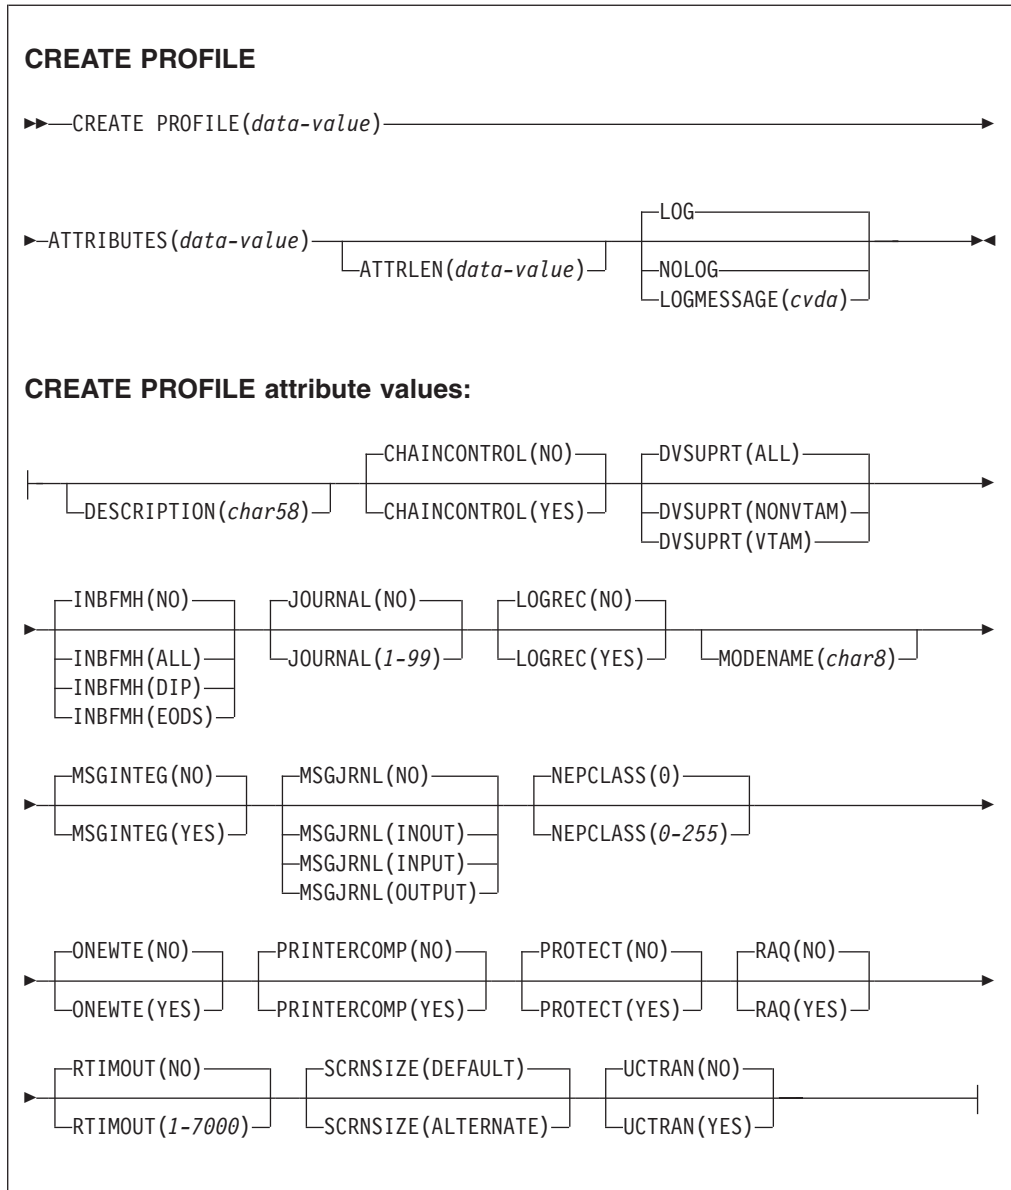 CREATE PROFILE
CREATE PROFILE(data-value)
LOG
ATTRIBUTES(data-value)
ATTRLEN(data-value)
NOLOG
LOGMESSAGE(cvda)
CREATE PROFILE attribute values:
CHAINCONTROL(NO) DVSUPRT(ALL)
DESCRIPTION(char58) CHAINCONTROL(YES) DVSUPRT(NONVTAM)
DVSUPRT(VTAM)
INBFMH(NO) JOURNAL(NO) LOGREC(NO)
INBFMH(ALL) JOURNAL(1-99) LOGREC(YES) MODENAME(char8)
INBFMH(DIP)
INBFMH(EODS)
MSGINTEG(NO) MSGJRNL(NO) NEPCLASS(0)
MSGINTEG(YES) MSGJRNL(INOUT) NEPCLASS(0-255)
MSGJRNL(INPUT)
MSGJRNL(OUTPUT)
ONEWTE(NO) PRINTERCOMP(NO) PROTECT(NO) RAQ(NO)
ONEWTE(YES) PRINTERCOMP(YES) PROTECT(YES) RAQ(YES)
RTIMOUT(NO) SCRNSIZE(DEFAULT) UCTRAN(NO)
RTIMOUT(1-7000) SCRNSIZE(ALTERNATE) UCTRAN(YES)